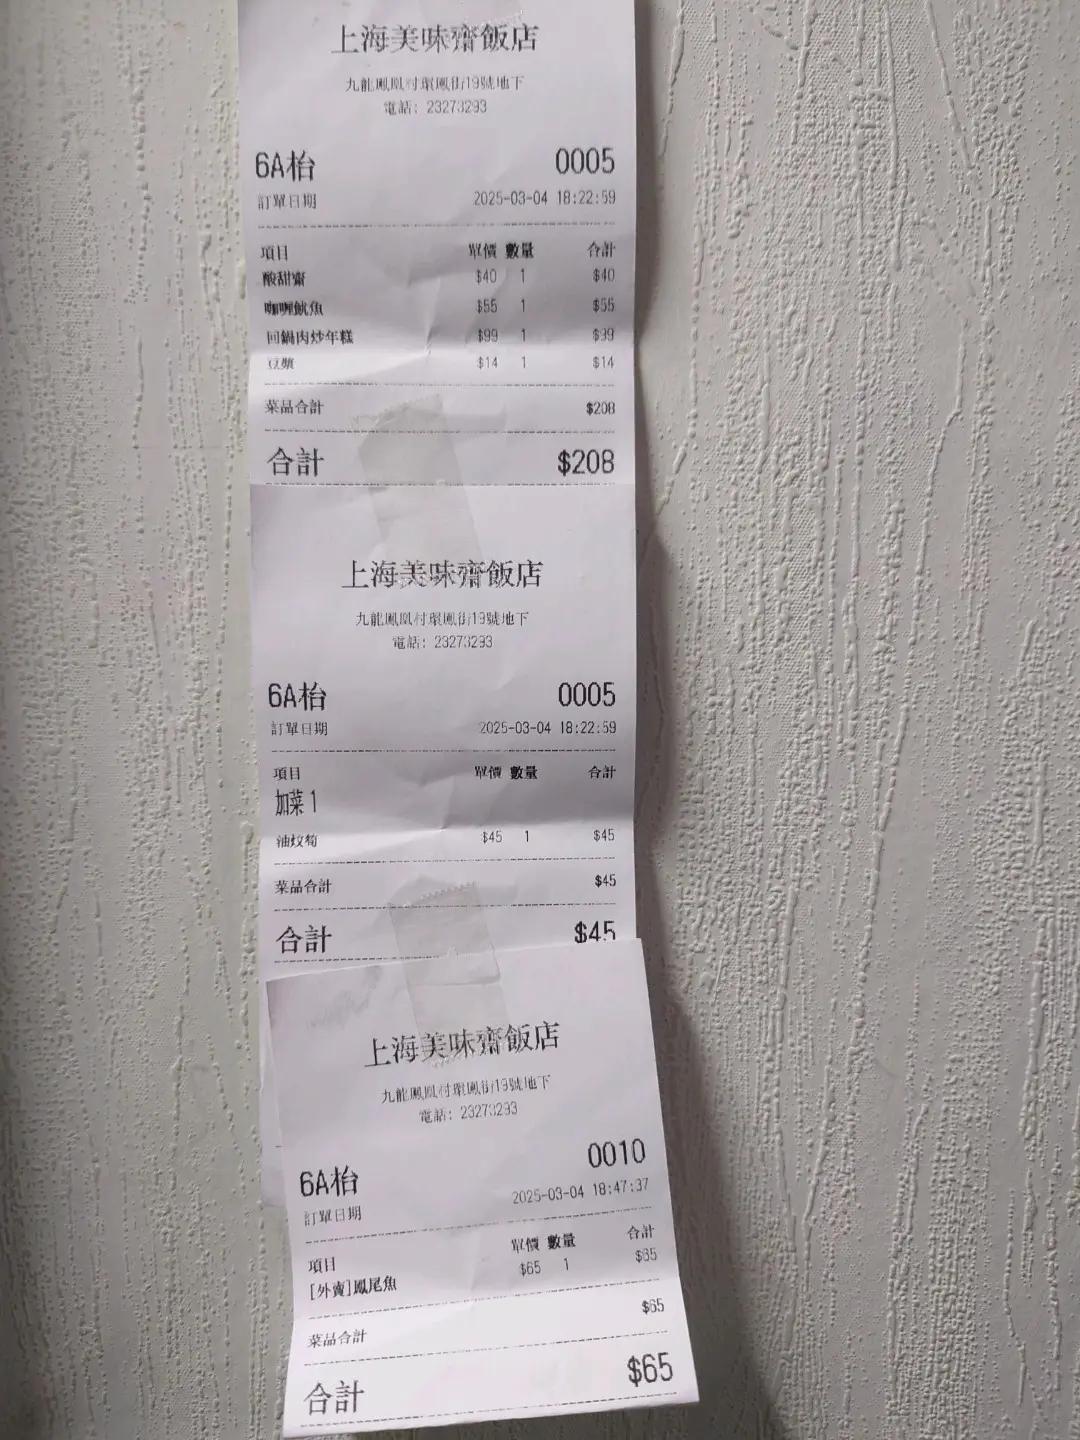 上海美味齋飯店
九龍鳳凰村環鳳街19號地下
電話: 23273293
6A枱 0005
訂單日期 2025-03-04 18:22:59
項目 單價 數量 合計
酸甜齋 $40 1 $40
咖喱魷魚 $55 1 $55
回鍋肉炒年糕 $99 1 $99
豆漿 $14 1 $14
菜品合計 $208
合計 $208
上海美味齋飯店
九龍鳳凰村環鳳街19號地下
電話: 23273293
6A枱 0005
訂單日期 2025-03-04 18:22:59
項目 單價 數量 合計
加菜 1
油炆筍 $45 1 $45
菜品合計 $45
合計 $45
上海美味齋飯店
九龍鳳凰村環鳳街19號地下
電話: 23273293
6A枱 0010
訂單日期 2025-03-04 18:47:37
項目 單價 數量 合計
[外賣]鳳尾魚 $65 1 $65
菜品合計 $65
合計 $65